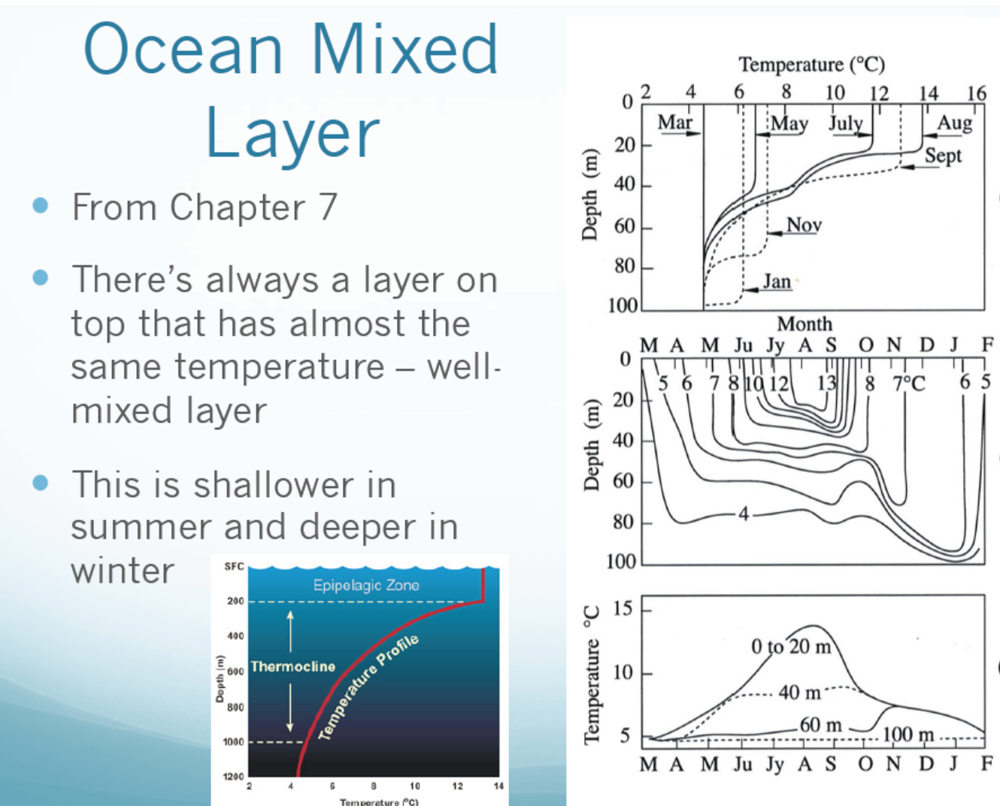 Ocean Mixed
Layer
• From Chapter 7
• There's always a layer on
top that has almost the
same temperature – well-
mixed layer
• This is shallower in
summer and deeper in
winter
SFC
Epipelagic Zone
200
400
Thermocline
600
800
1000
1200
Depth (m)
Temperature Profile
2 4 6 8 10 12 14
Temperature (°C)
Temperature (°C)
2 4 6 8 10 12 14 16
0
Mar May July Aug
20
Sept
40
60
Nov
80
Jan
100
Depth (m)
Month
M A M Ju Jy A S O N D J F
0
5 6 7 8 10 12 13 8 7°C 6 5
20
40
60
80
4
100
Depth (m)
15
0 to 20 m
10
40 m
60 m
5
100 m
Temperature °C
M A M Ju Jy A S O N D J F